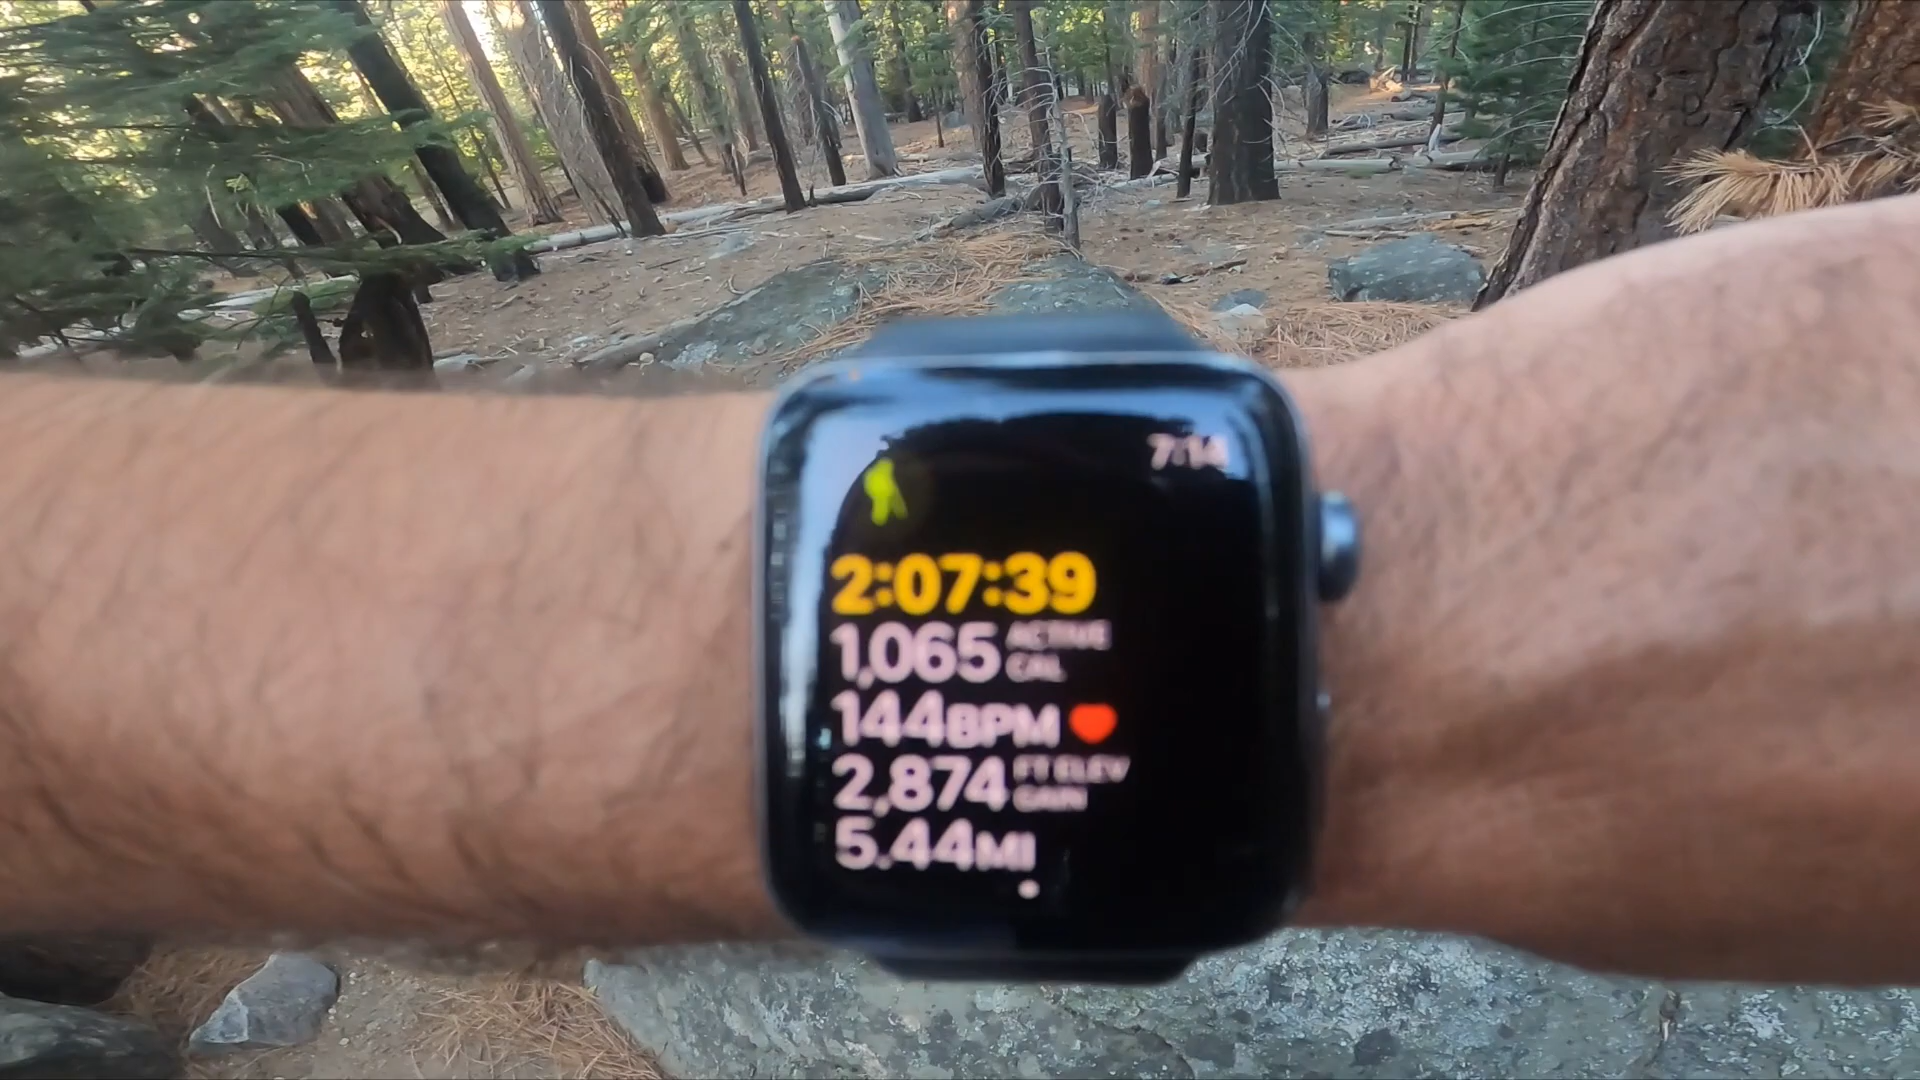 7:14
2:07:39
1,065 ACTIVE
CAL
144BPM
2,874 FT ELEV
GAIN
5.44MI